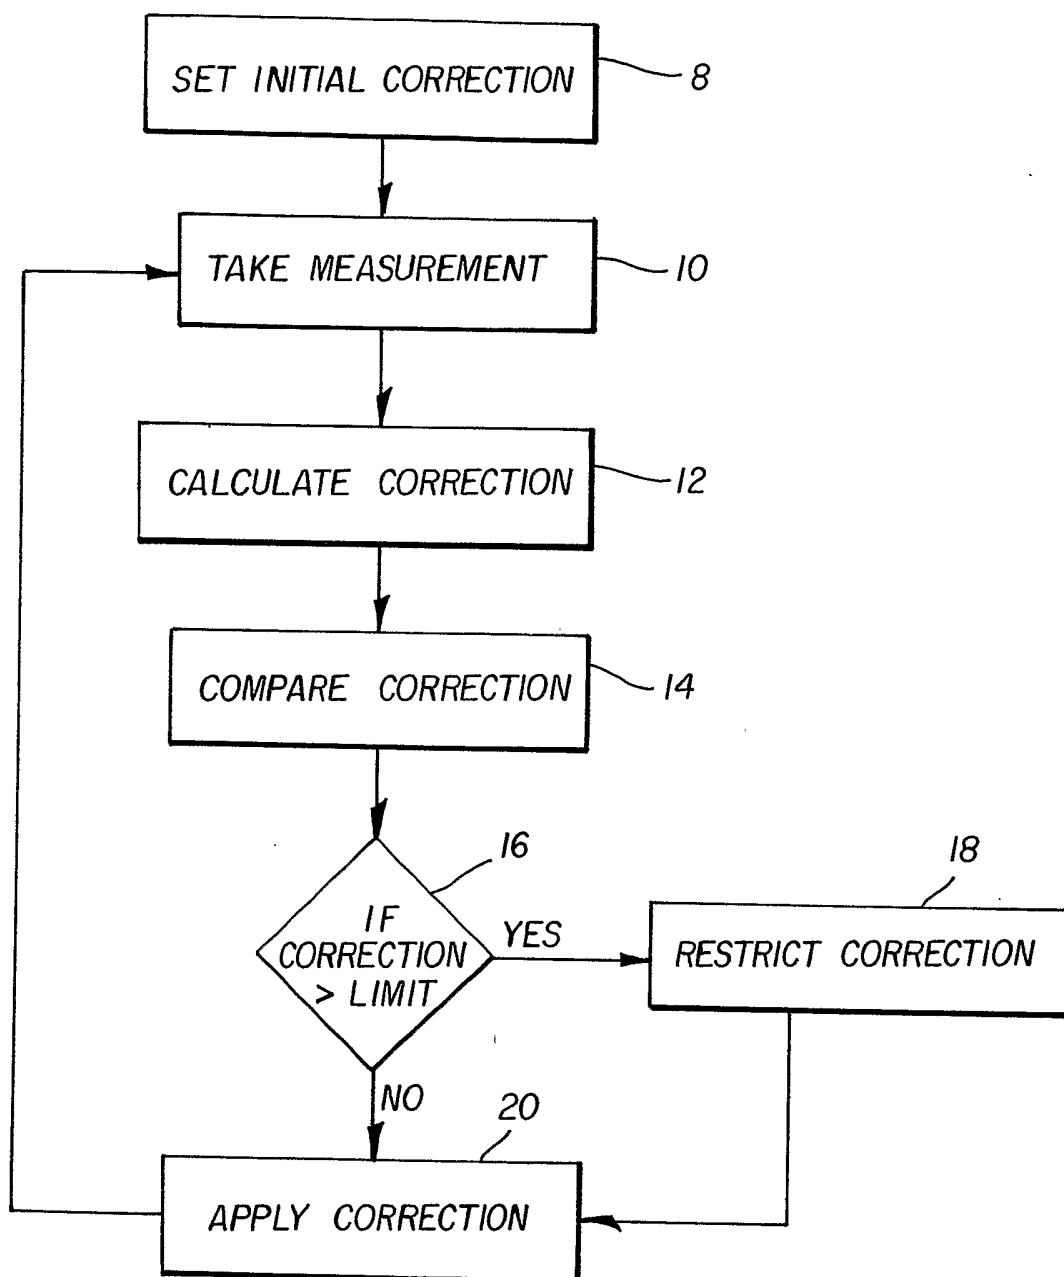 SET INITIAL CORRECTION
8
TAKE MEASUREMENT
10
CALCULATE CORRECTION
12
COMPARE CORRECTION
14
16
IF
CORRECTION
> LIMIT
YES
18
RESTRICT CORRECTION
NO
20
APPLY CORRECTION